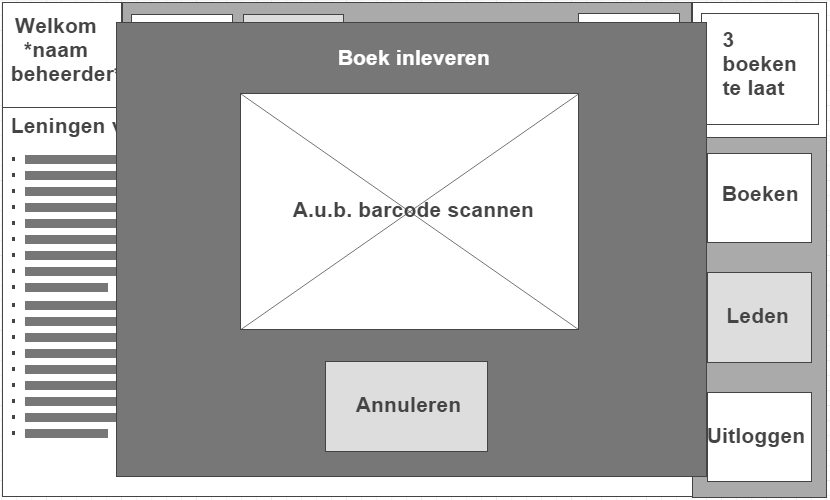 Welkom
*naam
beheerder*
Leningen v
Boek inleveren
A.u.b. barcode scannen
Annuleren
3
boeken
te laat
Boeken
Leden
Uitloggen